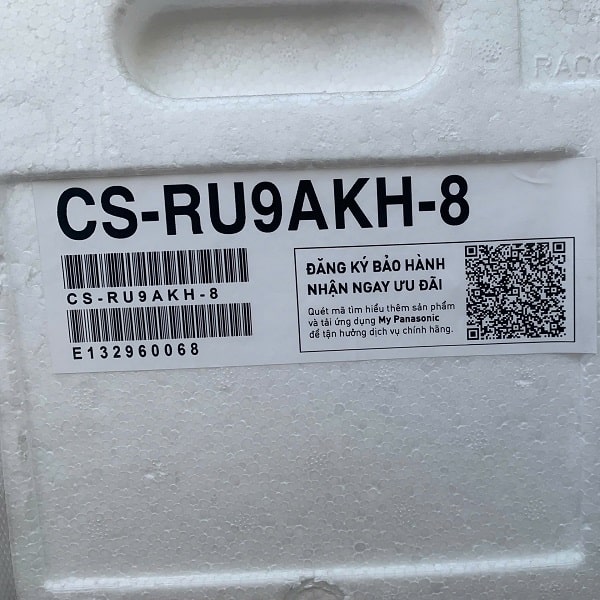 CS-RU9AKH-8
CS-RU9AKH-8
E132960068
ĐĂNG KÝ BẢO HÀNH
NHẬN NGAY ƯU ĐÃI
Quét mã tìm hiểu thêm sản phẩm
và tải ứng dụng My Panasonic
để tận hưởng dịch vụ chính hãng.